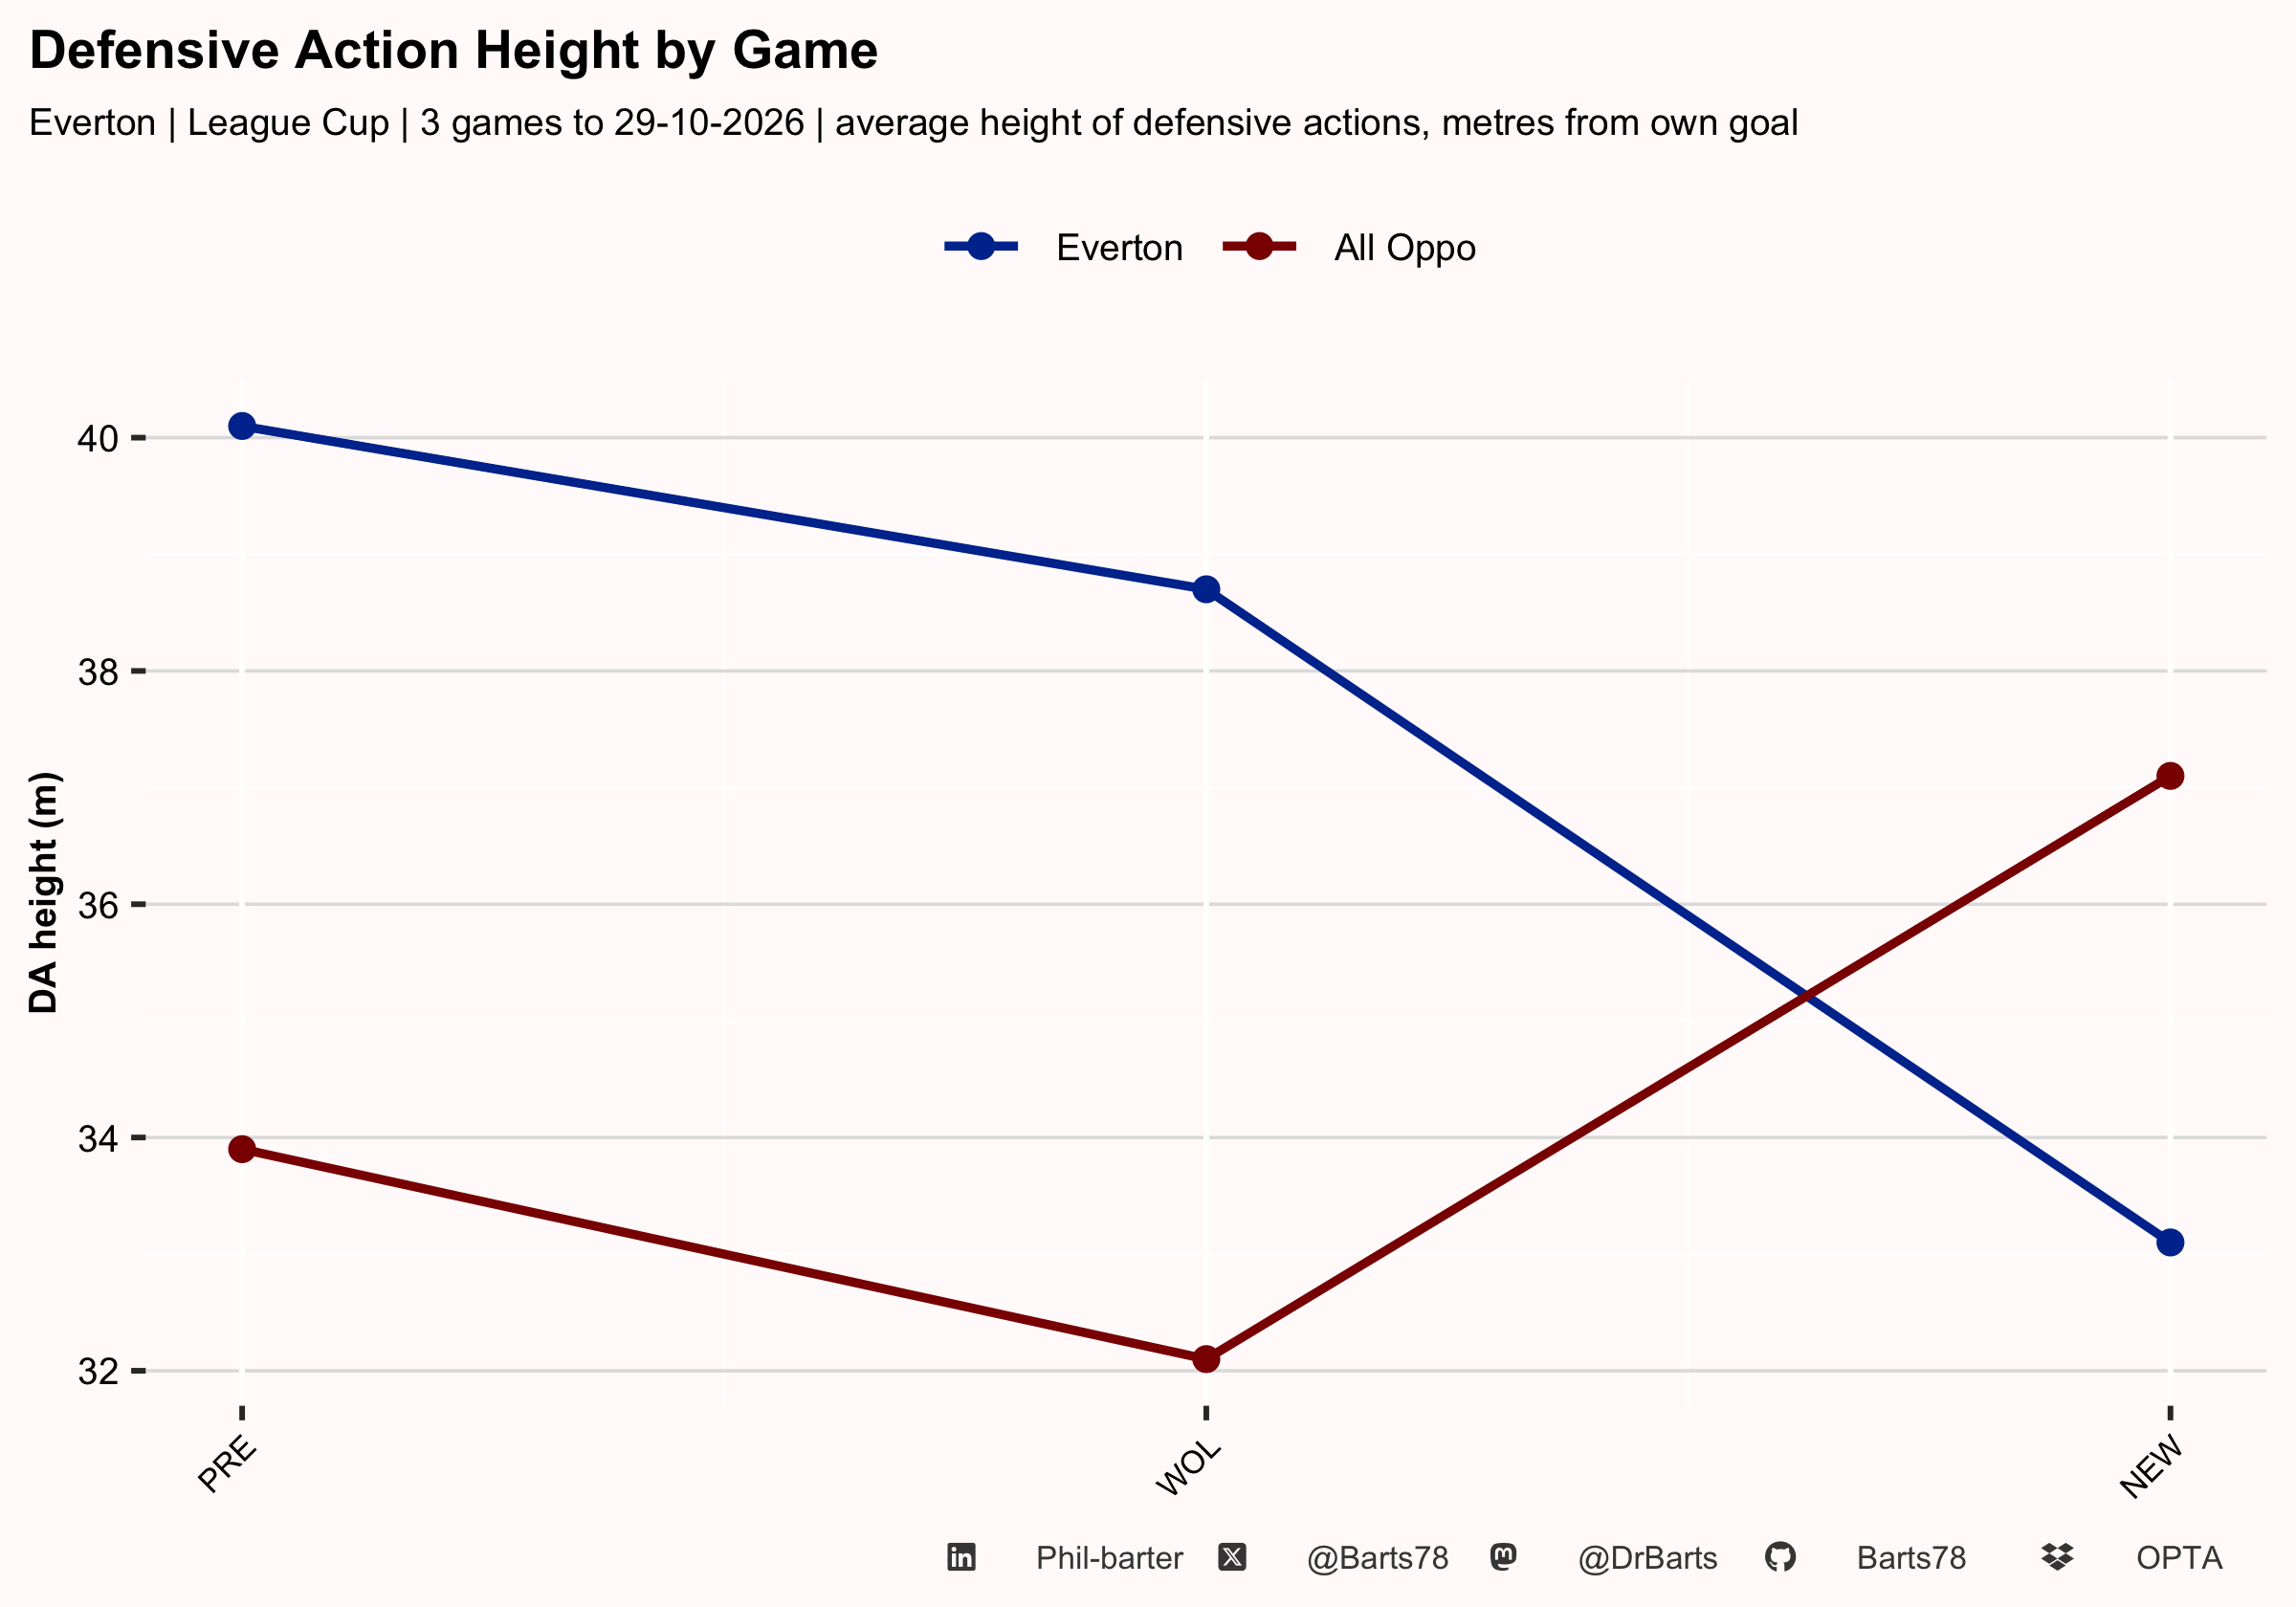 Defensive Action Height by Game
Everton | League Cup | 3 games to 29-10-2026 | average height of defensive actions, metres from own goal
Everton All Oppo
DA height (m)
40
38
36
34
32
PRE WOL NEW
Phil-barter @Barts78 @DrBarts Barts78 OPTA